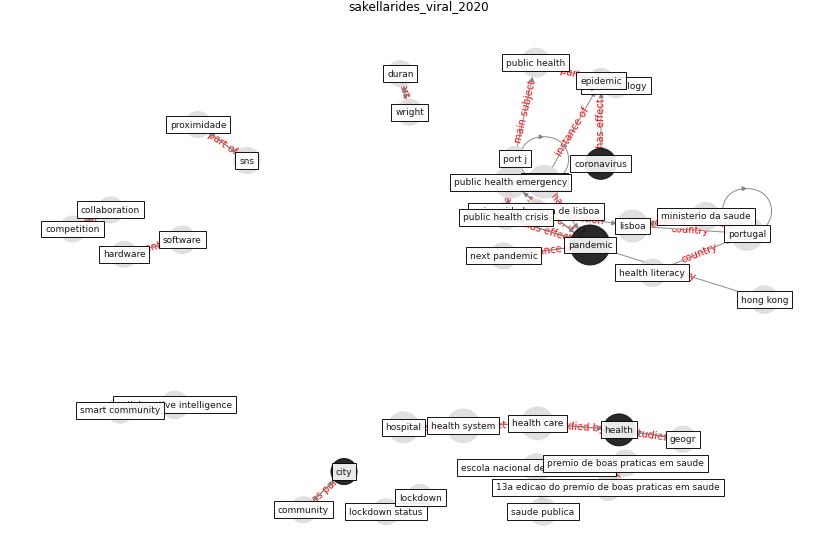 sakellarides_viral_2020
duran
wright
public health
epidemic
main subject
instance of
has effect
coronavirus
port j
public health emergency
de lisboa
public health crisis
pandemic
next pandemic
lisboa
ministerio da saude
portugal
country
country
health literacy
hong kong
proximidade
part of
sns
collaboration
competition
software
hardware
intelligence
smart community
hospital
health system
health care
health
geogr
escola nacional de
premio de boas praticas em saude
13a edicao do premio de boas praticas em saude
saude publica
city
community
lockdown
lockdown status